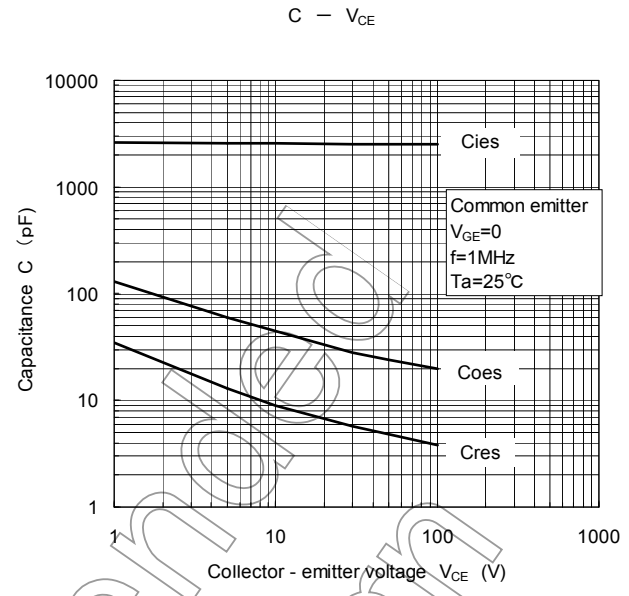 C － VCE
10000
1000
100
10
1
1
10
100
1000
Capacitance C (pF)
Collector - emitter voltage VCE (V)
Cies
Common emitter
VGE=0
f=1MHz
Ta=25℃
Coes
Cres